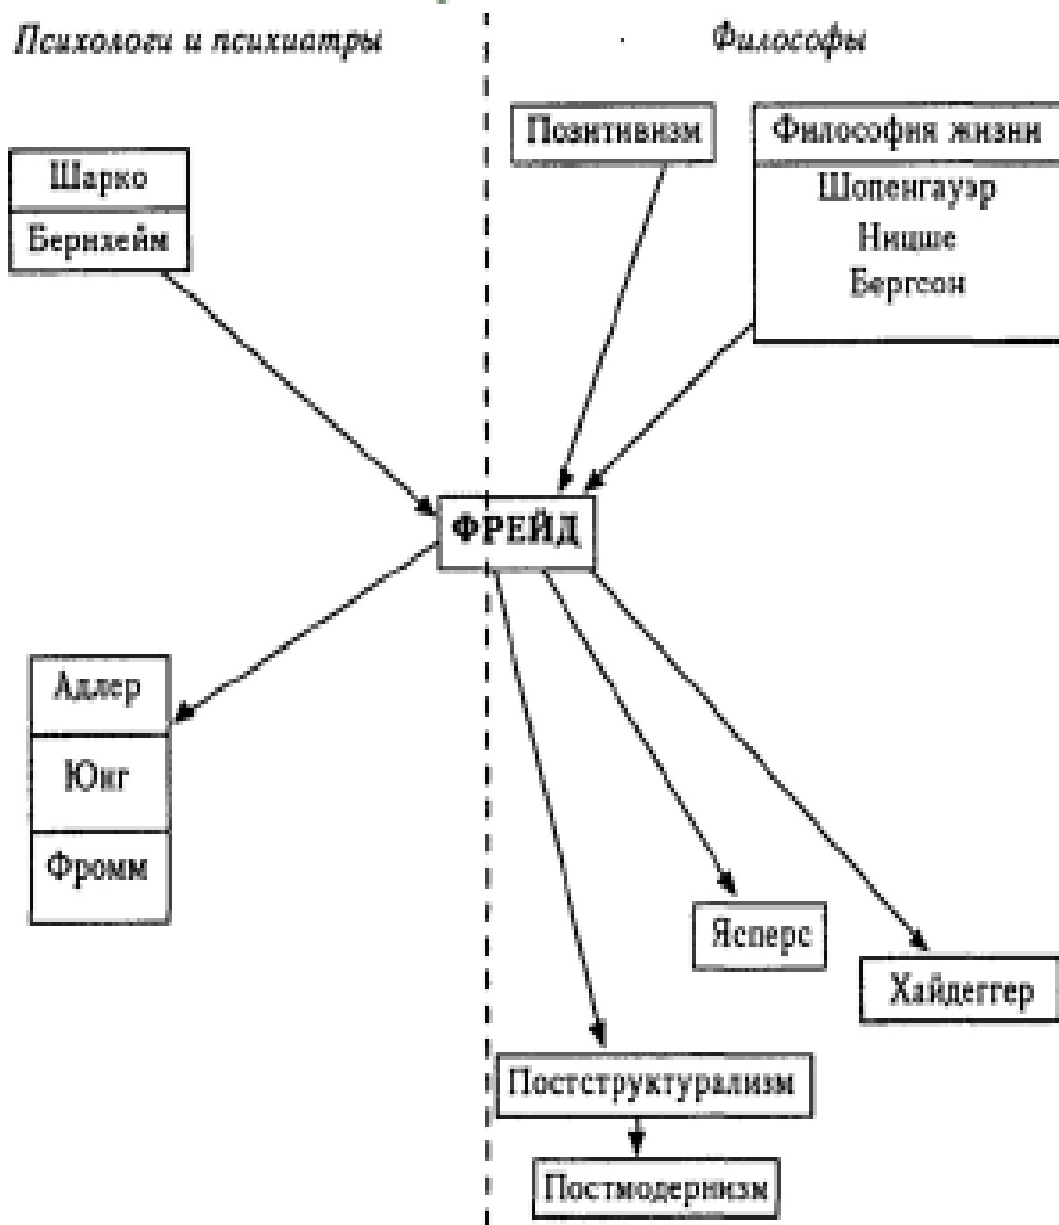 Психологи и психиатры
Философы
Позитивизм
Философия жизни
Шопенгауэр
Ницше
Бергсон
Шарко
Бернхейм
ФРЕЙД
Адлер
Юнг
Фромм
Ясперс
Хайдеггер
Постструктурализм
Постмодернизм